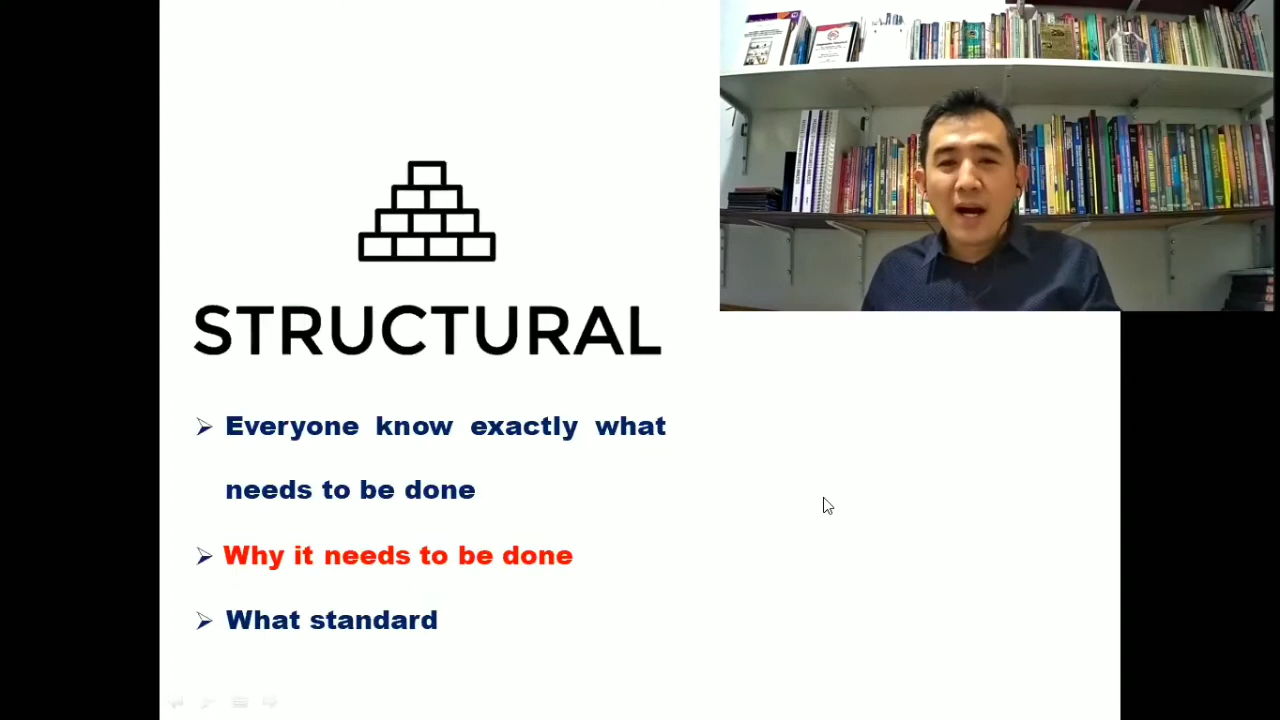 STRUCTURAL
Everyone know exactly what
needs to be done
Why it needs to be done
What standard